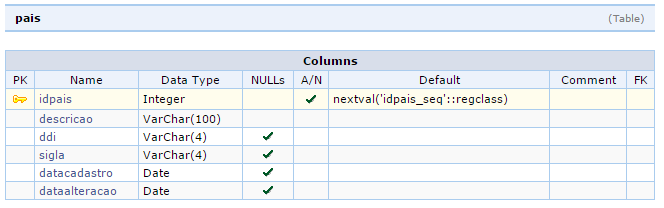 pais (Table)
Columns
PK Name Data Type NULLs A/N Default Comment FK
idpais Integer nextval('idpais_seq'::regclass)
descricao VarChar(100)
ddi VarChar(4)
sigla VarChar(4)
datacadastro Date
dataalteracao Date